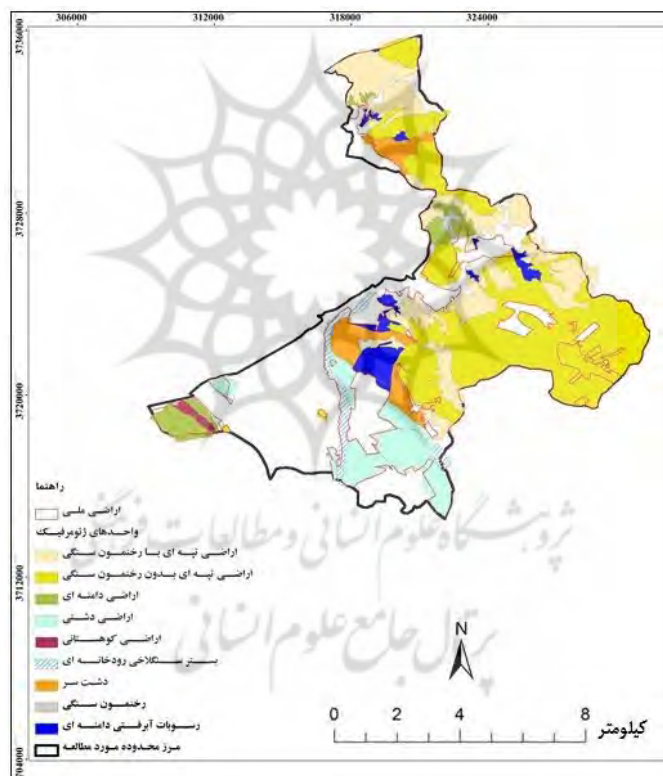 306000 312000 318000 324000
3736000
3728000
3720000
3712000
3704000
راهنما
اراضی ملی
واحدهای ژئومرفیک
اراضی تپه ای با رخنمون سنگی
اراضی تپه ای بدون رخنمون سنگی
اراضی دامنه ای
اراضی دشتی
اراضی کوهستانی
بستر سنگلاخی رودخانه ای
دشت سر
رخنمون سنگی
رسوبات آبرفتی دامنه ای
مرز محدوده مورد مطالعه
پژوهشگاه علوم انسانی و مطالعات فرهنگی
پرتال جامع علوم انسانی
N
0 2 4 8
کیلومتر